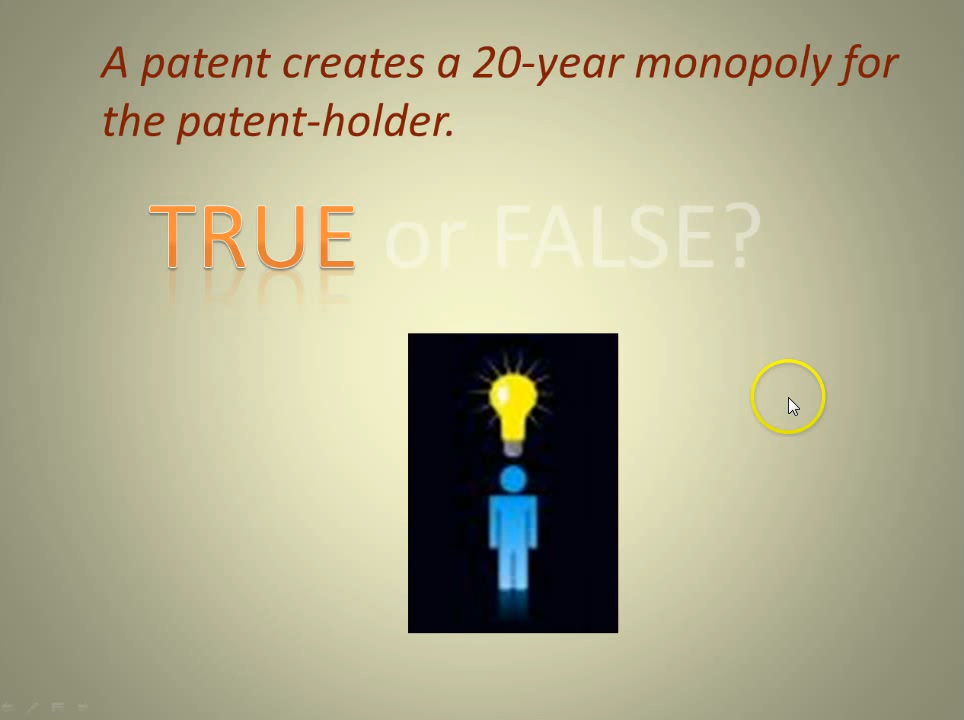 A patent creates a 20-year monopoly for
the patent-holder.
TRUE or FALSE?